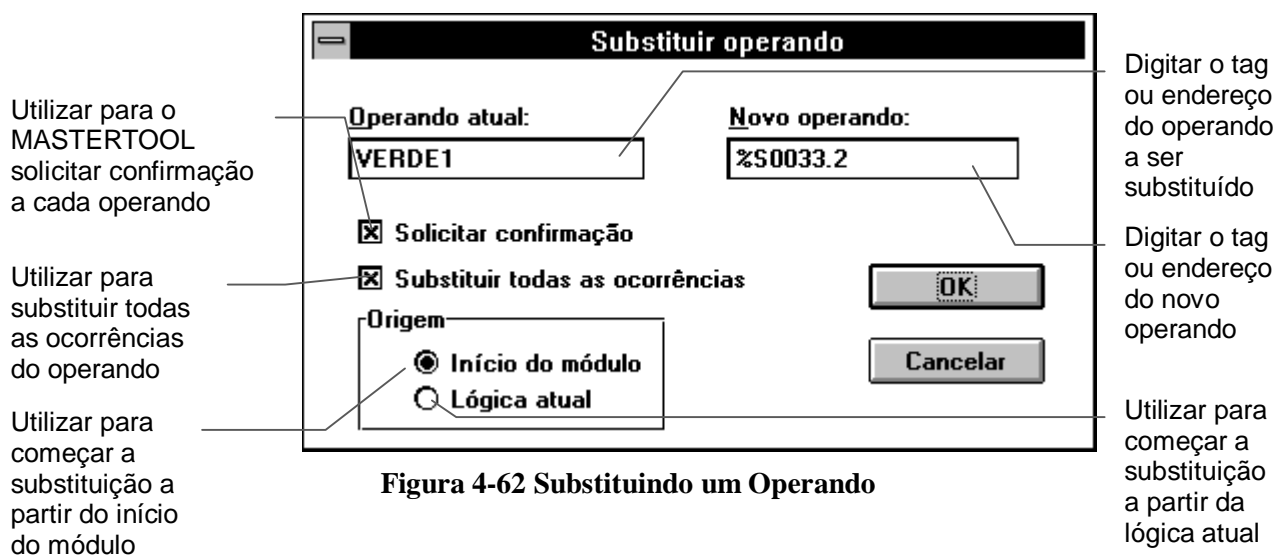 Substituir operando
Operando atual:
VERDE1
Novo operando:
%S0033.2
Solicitar confirmação
Substituir todas as ocorrências
Origem
Início do módulo
Lógica atual
OK
Cancelar
Utilizar para o
MASTERTOOL
solicitar confirmação
a cada operando
Utilizar para
substituir todas
as ocorrências
do operando
Utilizar para
começar a
substituição a
partir do início
do módulo
Digitar o tag
ou endereço
do operando
a ser
substituído
Digitar o tag
ou endereço
do novo
operando
Utilizar para
começar a
substituição
a partir da
lógica atual
Figura 4-62 Substituindo um Operando